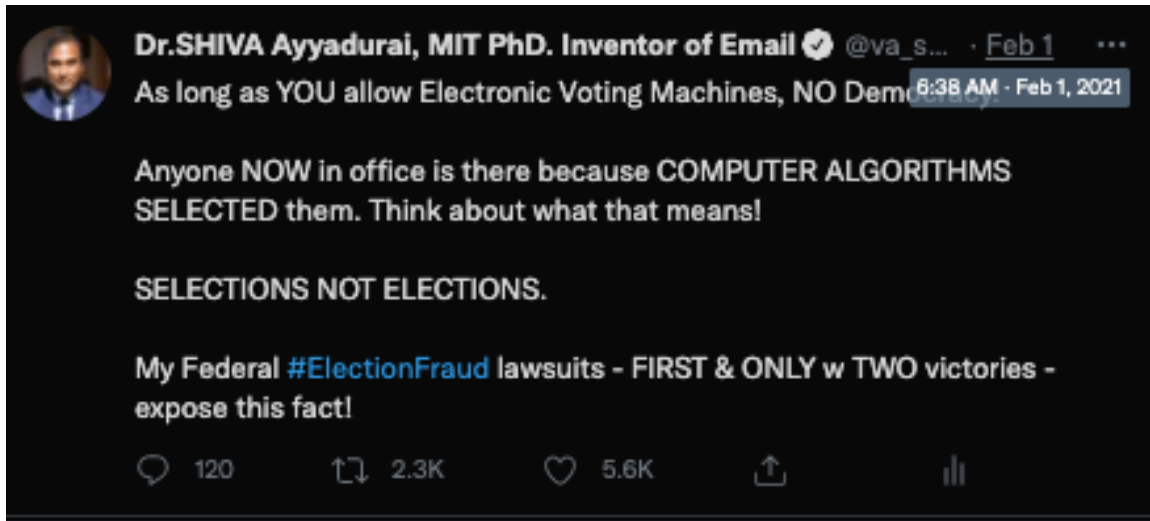 Dr.SHIVA Ayyadurai, MIT PhD. Inventor of Email @va_s... · Feb 1 ...
As long as YOU allow Electronic Voting Machines, NO
6:38 AM · Feb 1, 2021
Anyone NOW in office is there because COMPUTER ALGORITHMS
SELECTED them. Think about what that means!
SELECTIONS NOT ELECTIONS.
My Federal #ElectionFraud lawsuits - FIRST & ONLY w TWO victories -
expose this fact!
120 2.3K 5.6K